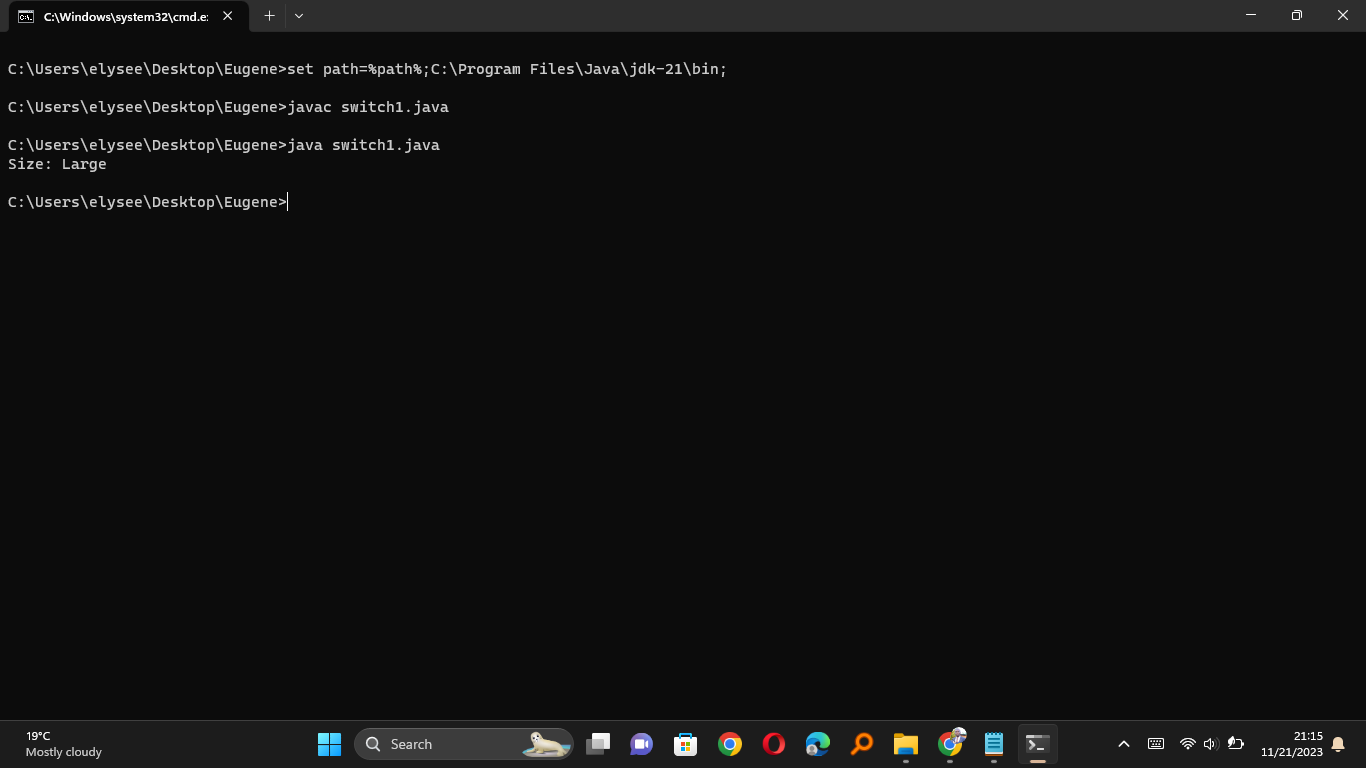 C:\Windows\system32\cmd.e:
C:\Users\elysee\Desktop\Eugene>set path=%path%;C:\Program Files\Java\jdk-21\bin;
C:\Users\elysee\Desktop\Eugene>javac switch1.java
C:\Users\elysee\Desktop\Eugene>java switch1.java
Size: Large
C:\Users\elysee\Desktop\Eugene>
19°C
Mostly cloudy
Search
21:15
11/21/2023